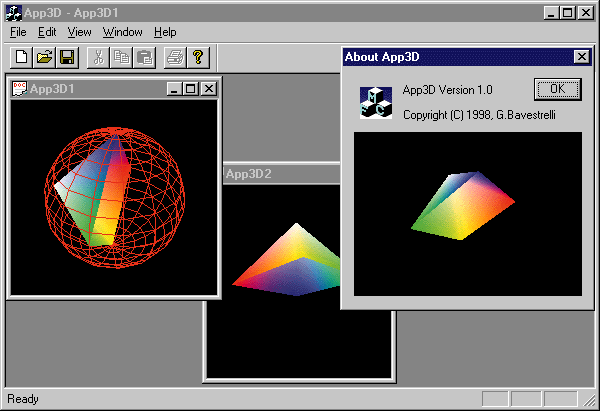 App3D - App3D1
File Edit View Window Help
App3D1
DOC
App3D2
About App3D
M
F C
App3D Version 1.0
OK
Copyright (C) 1998, G.Bavestrelli
Ready